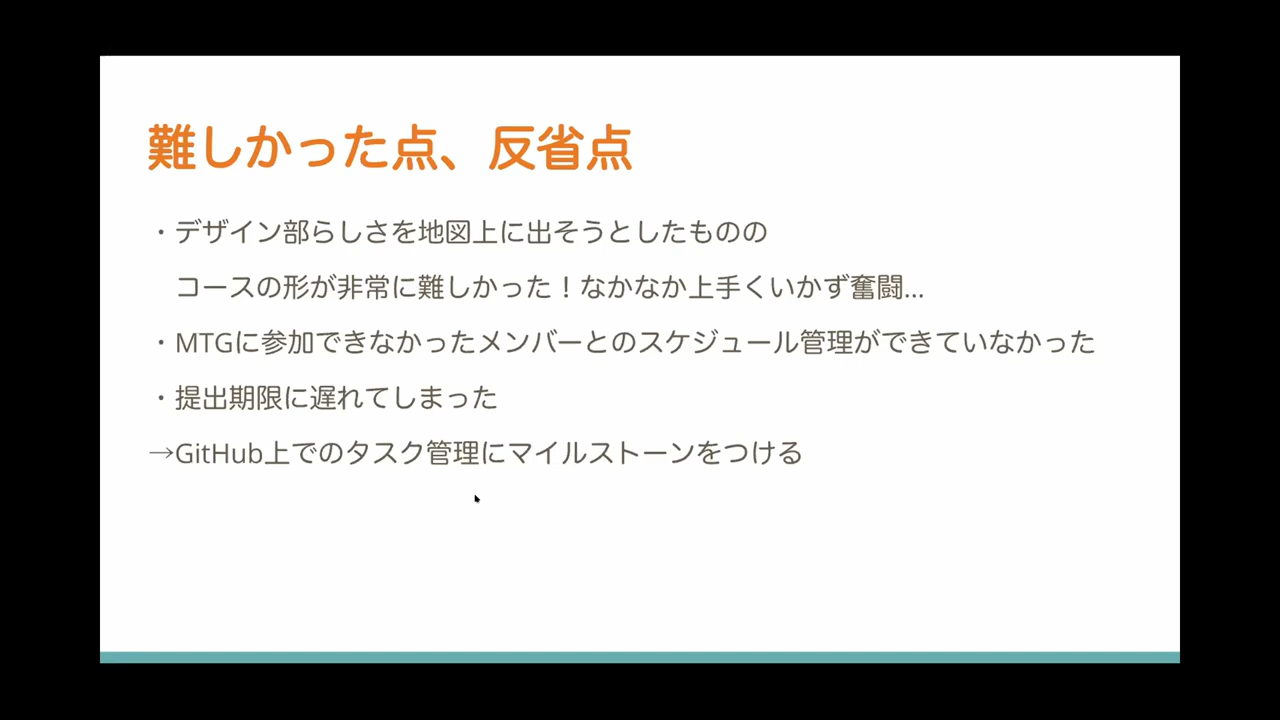 難しかった点、反省点
・デザイン部らしさを地図上に出そうとしたものの
コースの形が非常に難しかった！なかなか上手くいかず奮闘...
・MTGに参加できなかったメンバーとのスケジュール管理ができていなかった
・提出期限に遅れてしまった
→GitHub上でのタスク管理にマイルストーンをつける